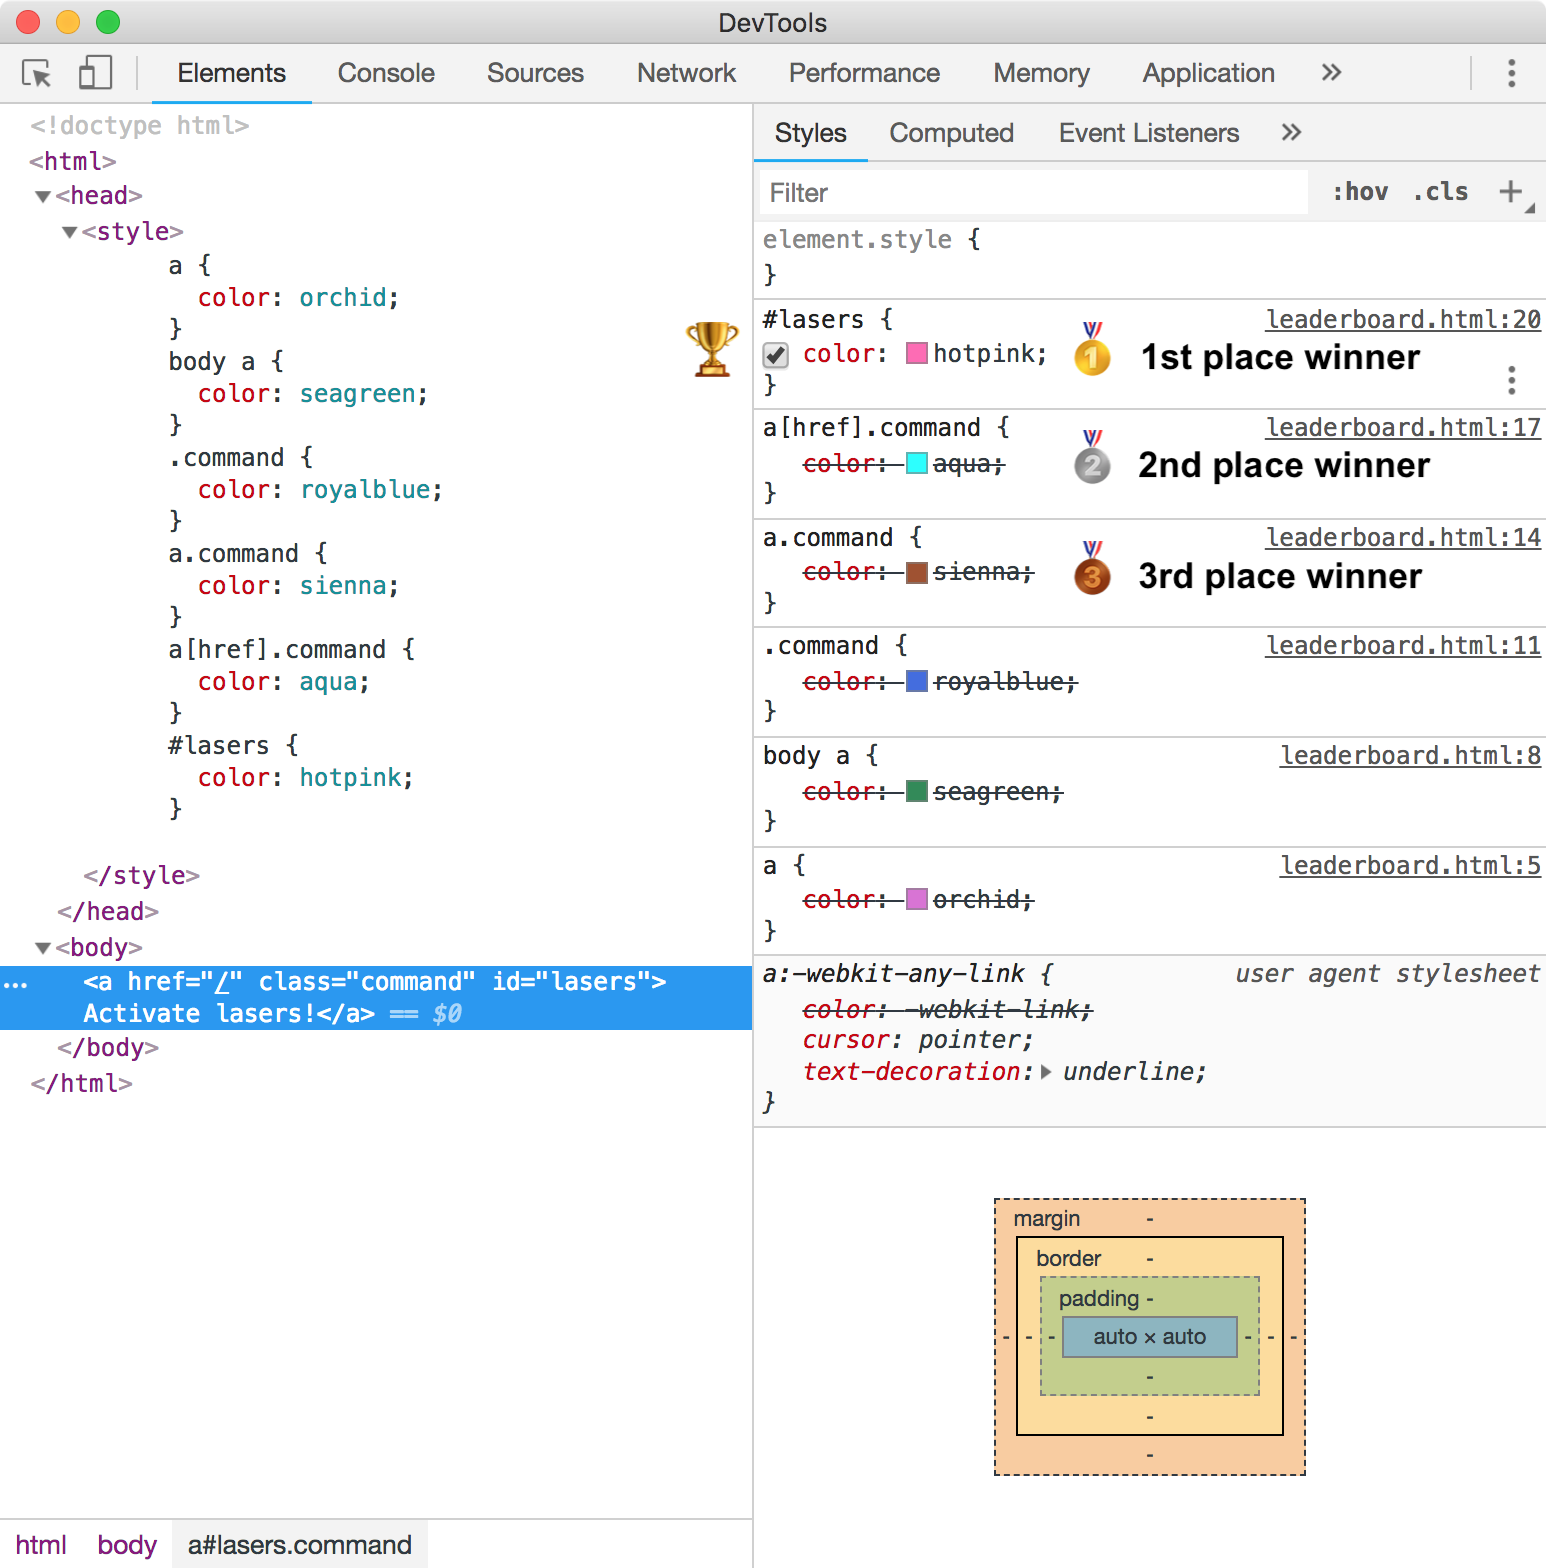 DevTools
Elements Console Sources Network Performance Memory Application »
<!doctype html>
<html>
▼<head>
▼<style>
a {
color: orchid;
}
body a {
color: seagreen;
}
.command {
color: royalblue;
}
a.command {
color: sienna;
}
a[href].command {
color: aqua;
}
#lasers {
color: hotpink;
}
</style>
</head>
▼<body>
… <a href="/" class="command" id="lasers">
Activate lasers!</a> == $0
</body>
</html>
html body a#lasers.command
Styles Computed Event Listeners »
Filter :hov .cls +
element.style {
}
#lasers { leaderboard.html:20
color: hotpink; 1 1st place winner
}
a[href].command { leaderboard.html:17
color: aqua; 2 2nd place winner
}
a.command { leaderboard.html:14
color: sienna; 3 3rd place winner
}
.command { leaderboard.html:11
color: royalblue;
}
body a { leaderboard.html:8
color: seagreen;
}
a { leaderboard.html:5
color: orchid;
}
a:-webkit-any-link { user agent stylesheet
color: -webkit-link;
cursor: pointer;
text-decoration:▶ underline;
}
margin -
border -
padding -
- - - auto × auto - - -
-
-
-